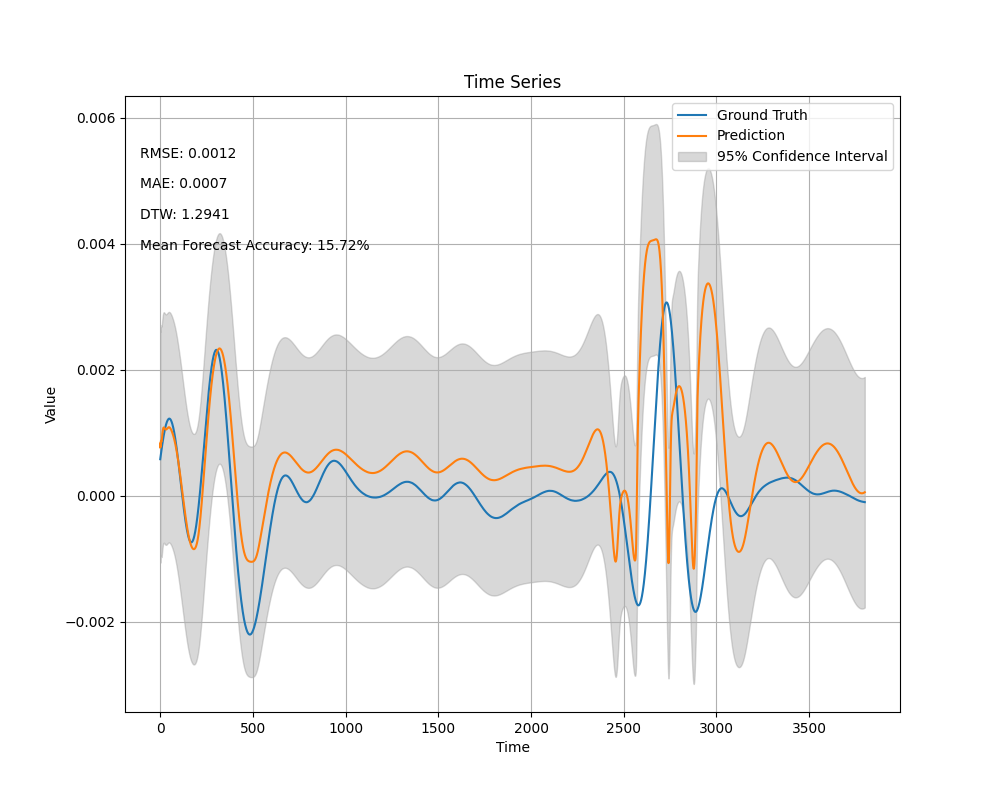 Time Series
Ground Truth
Prediction
95% Confidence Interval
RMSE: 0.0012
MAE: 0.0007
DTW: 1.2941
Mean Forecast Accuracy: 15.72%
0.006
0.004
0.002
0.000
−0.002
Value
0 500 1000 1500 2000 2500 3000 3500
Time